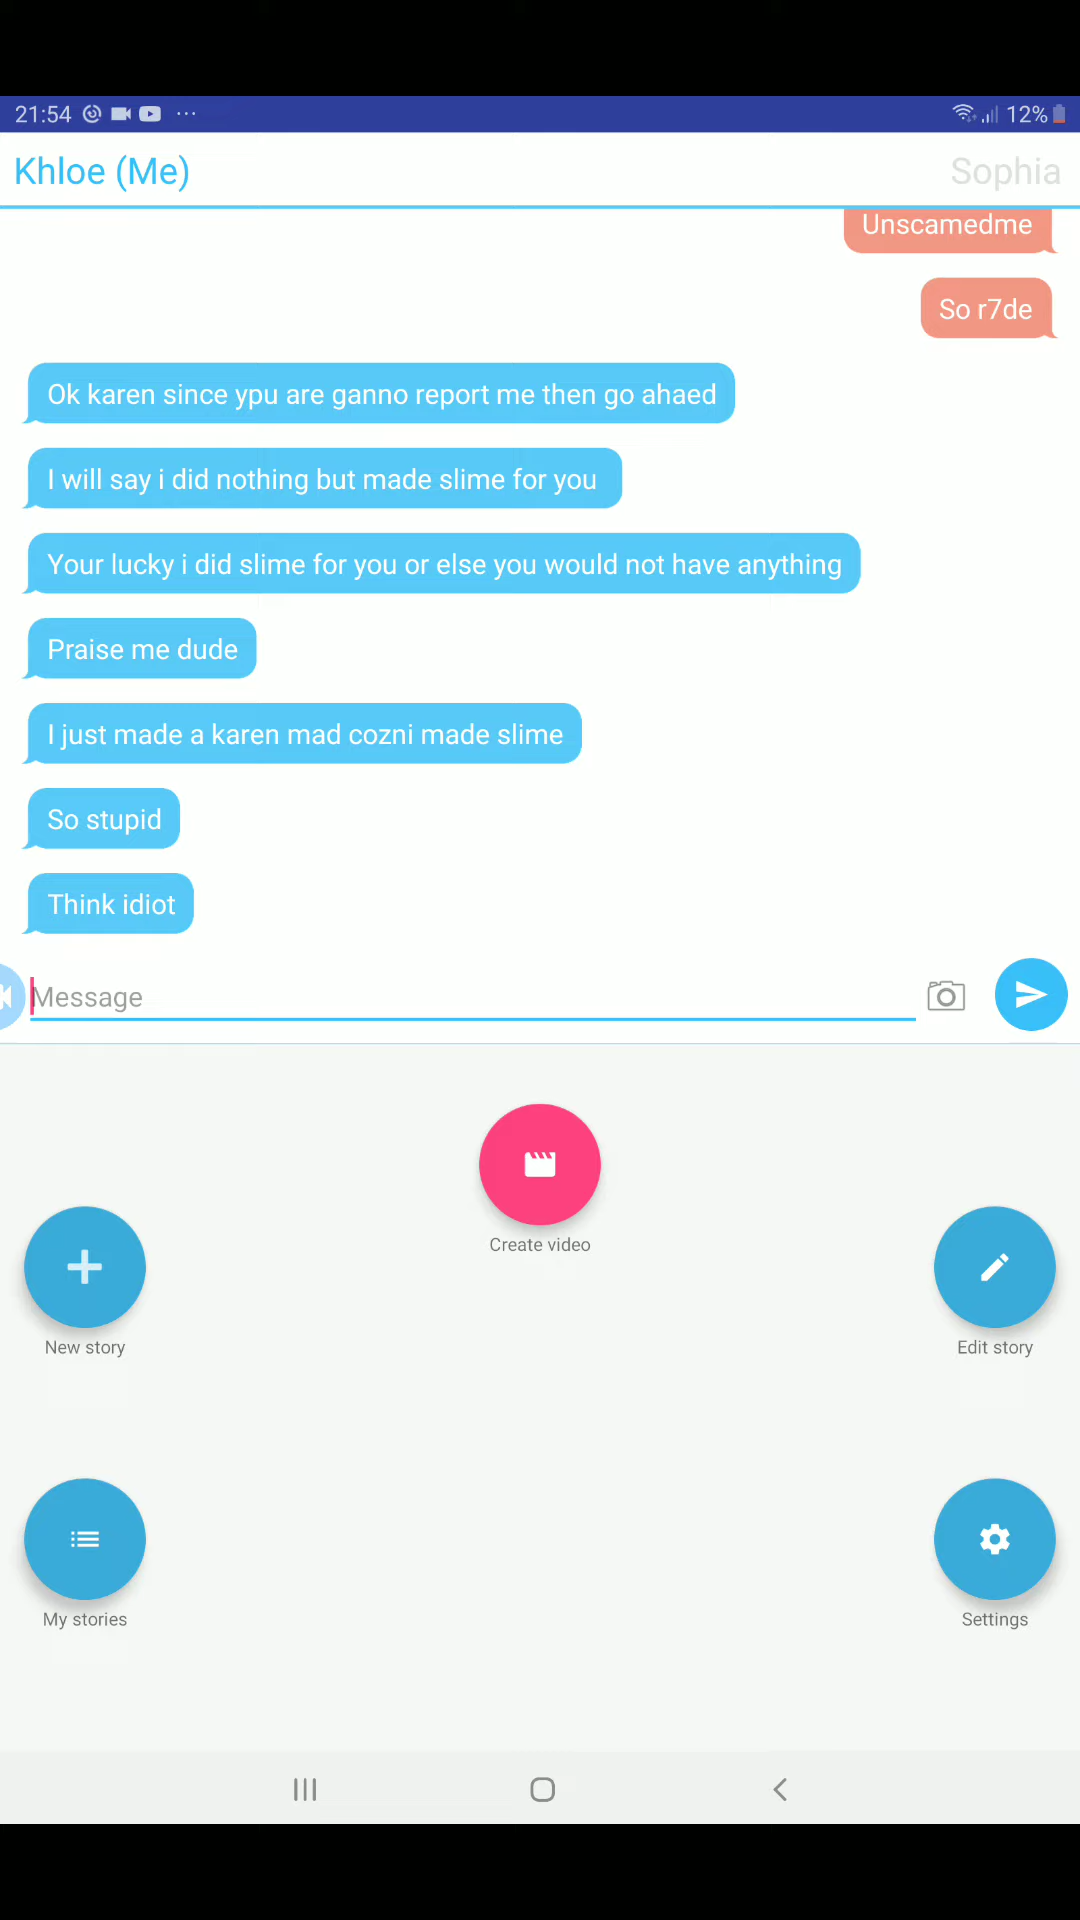 21:54
12%
Khloe (Me)
Sophia
Unscamedme
So r7de
Ok karen since ypu are ganno report me then go ahaed
I will say i did nothing but made slime for you
Your lucky i did slime for you or else you would not have anything
Praise me dude
I just made a karen mad cozni made slime
So stupid
Think idiot
Message
Create video
New story
Edit story
My stories
Settings